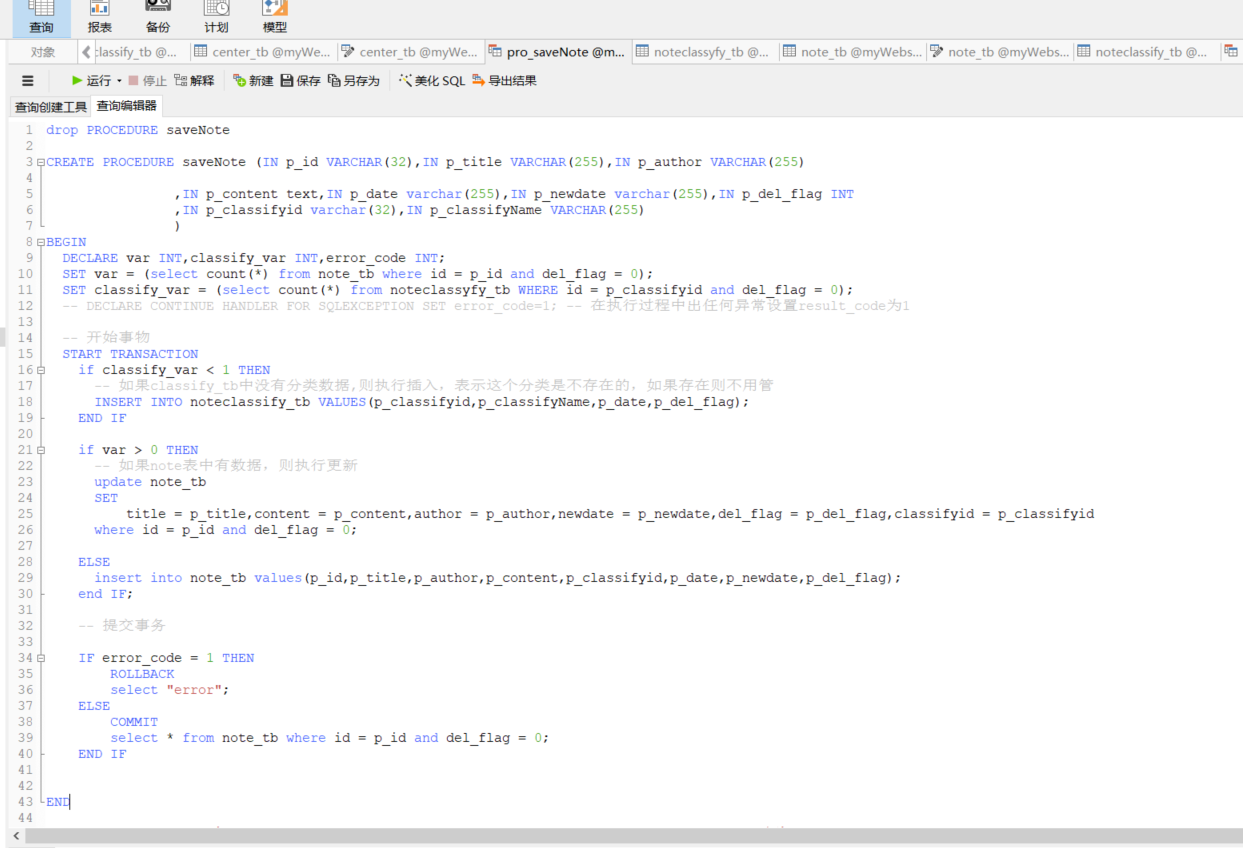 查询 报表 备份 计划 模型
对象 classify_tb @... center_tb @myWe... center_tb @myWe... pro_saveNote @m... noteclassyfy_tb @... note_tb @myWebs... note_tb @myWebs... noteclassify_tb @...
运行 停止 解释 新建 保存 另存为 美化 SQL 导出结果
查询创建工具 查询编辑器
1 drop PROCEDURE saveNote
2
3 CREATE PROCEDURE saveNote (IN p_id VARCHAR(32),IN p_title VARCHAR(255),IN p_author VARCHAR(255)
4
5 ,IN p_content text,IN p_date varchar(255),IN p_newdate varchar(255),IN p_del_flag INT
6 ,IN p_classifyid varchar(32),IN p_classifyName VARCHAR(255)
7 )
8 BEGIN
9 DECLARE var INT,classify_var INT,error_code INT;
10 SET var = (select count(*) from note_tb where id = p_id and del_flag = 0);
11 SET classify_var = (select count(*) from noteclassyfy_tb WHERE id = p_classifyid and del_flag = 0);
12 -- DECLARE CONTINUE HANDLER FOR SQLEXCEPTION SET error_code=1; -- 在执行过程中出任何异常设置result_code为1
13
14 -- 开始事物
15 START TRANSACTION
16 if classify_var < 1 THEN
17 -- 如果classify_tb中没有分类数据,则执行插入，表示这个分类是不存在的，如果存在则不用管
18 INSERT INTO noteclassify_tb VALUES(p_classifyid,p_classifyName,p_date,p_del_flag);
19 END IF
20
21 if var > 0 THEN
22 -- 如果note表中有数据，则执行更新
23 update note_tb
24 SET
25 title = p_title,content = p_content,author = p_author,newdate = p_newdate,del_flag = p_del_flag,classifyid = p_classifyid
26 where id = p_id and del_flag = 0;
27
28 ELSE
29 insert into note_tb values(p_id,p_title,p_author,p_content,p_classifyid,p_date,p_newdate,p_del_flag);
30 end IF;
31
32 -- 提交事务
33
34 IF error_code = 1 THEN
35 ROLLBACK
36 select "error";
37 ELSE
38 COMMIT
39 select * from note_tb where id = p_id and del_flag = 0;
40 END IF
41
42
43 END
44